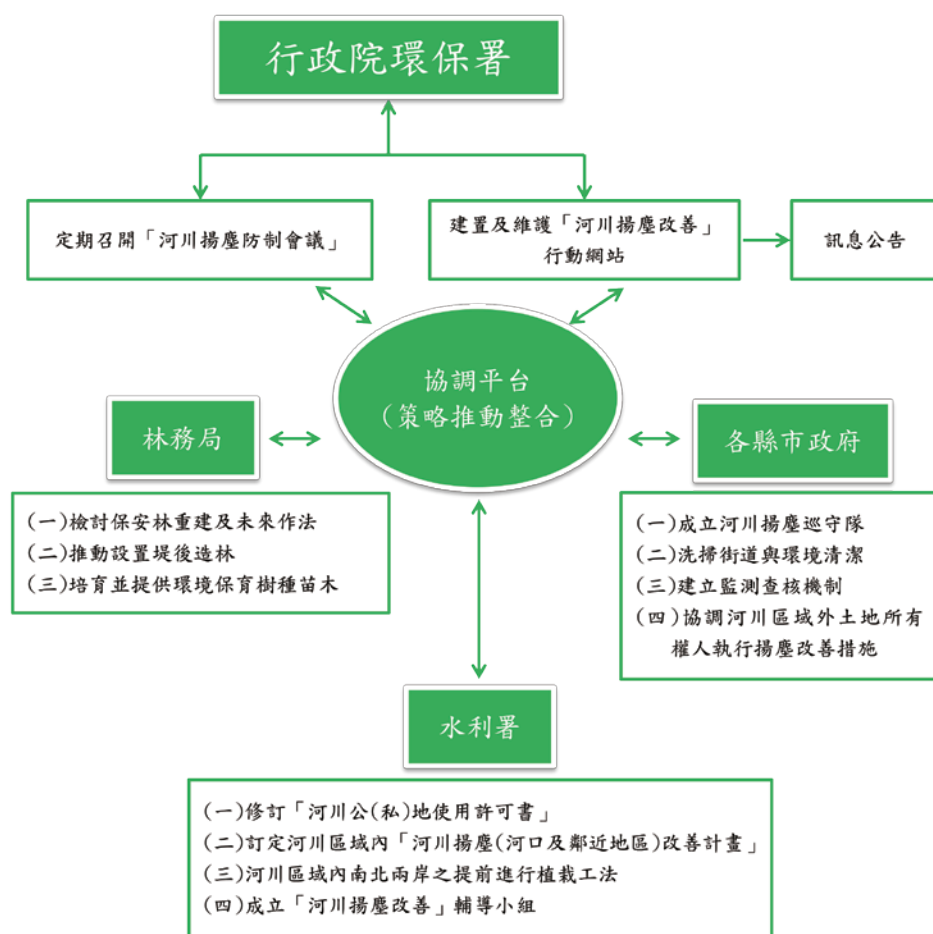 行政院環保署
定期召開「河川揚塵防制會議」
建置及維護「河川揚塵改善」
行動網站
訊息公告
協調平台
(策略推動整合)
林務局
各縣市政府
(一)檢討保安林重建及未來作法
(二)推動設置堤後造林
(三)培育並提供環境保育樹種苗木
(一)成立河川揚塵巡守隊
(二)洗掃街道與環境清潔
(三)建立監測查核機制
(四)協調河川區域外土地所有
權人執行揚塵改善措施
水利署
(一)修訂「河川公(私)地使用許可書」
(二)訂定河川區域內「河川揚塵(河口及鄰近地區)改善計畫」
(三)河川區域內南北兩岸之提前進行植栽工法
(四)成立「河川揚塵改善」輔導小組